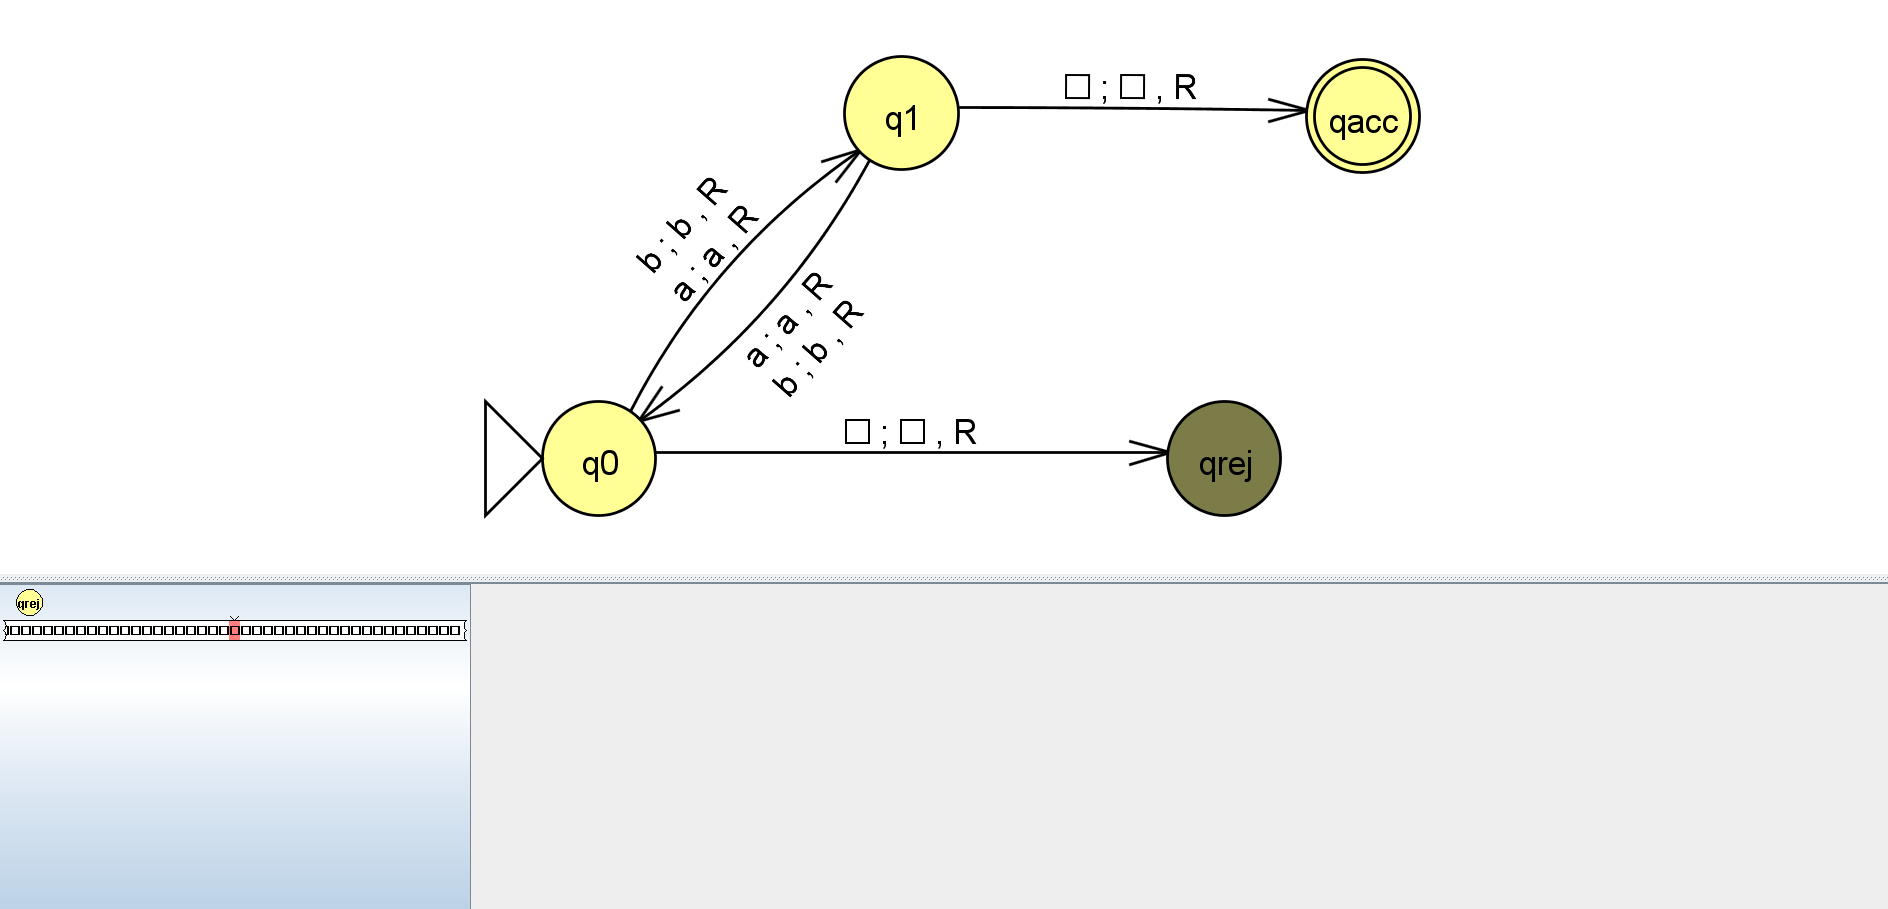 □ ; □ , R
q1
qacc
b ; b , R
a ; a , R
a ; a , R
b ; b , R
□ ; □ , R
q0
qrej
qrej